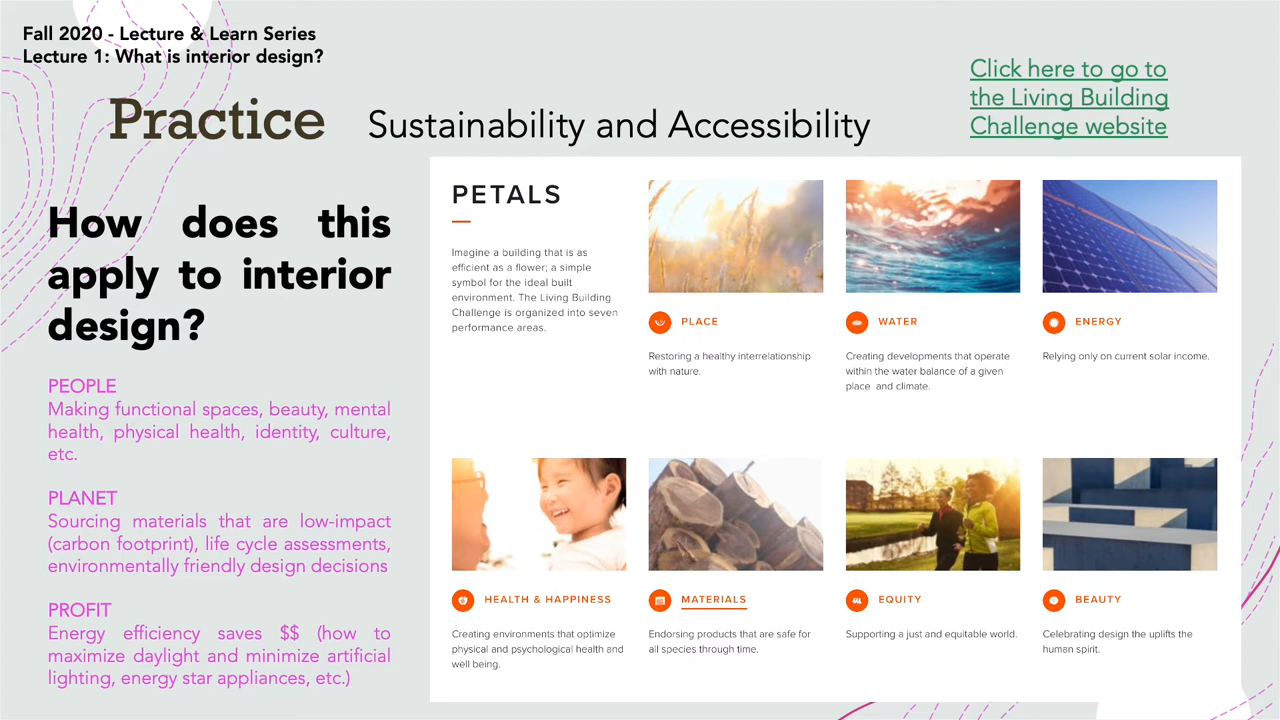 Fall 2020 - Lecture & Learn Series
Lecture 1: What is interior design?
Practice
Sustainability and Accessibility
Click here to go to
the Living Building
Challenge website
How does this
apply to interior
design?
PEOPLE
Making functional spaces, beauty, mental
health, physical health, identity, culture,
etc.
PLANET
Sourcing materials that are low-impact
(carbon footprint), life cycle assessments,
environmentally friendly design decisions
PROFIT
Energy efficiency saves $$ (how to
maximize daylight and minimize artificial
lighting, energy star appliances, etc.)
PETALS
Imagine a building that is as
efficient as a flower; a simple
symbol for the ideal built
environment. The Living Building
Challenge is organized into seven
performance areas.
PLACE
Restoring a healthy interrelationship
with nature.
WATER
Creating developments that operate
within the water balance of a given
place and climate.
ENERGY
Relying only on current solar income.
HEALTH & HAPPINESS
Creating environments that optimize
physical and psychological health and
well being.
MATERIALS
Endorsing products that are safe for
all species through time.
EQUITY
Supporting a just and equitable world.
BEAUTY
Celebrating design the uplifts the
human spirit.